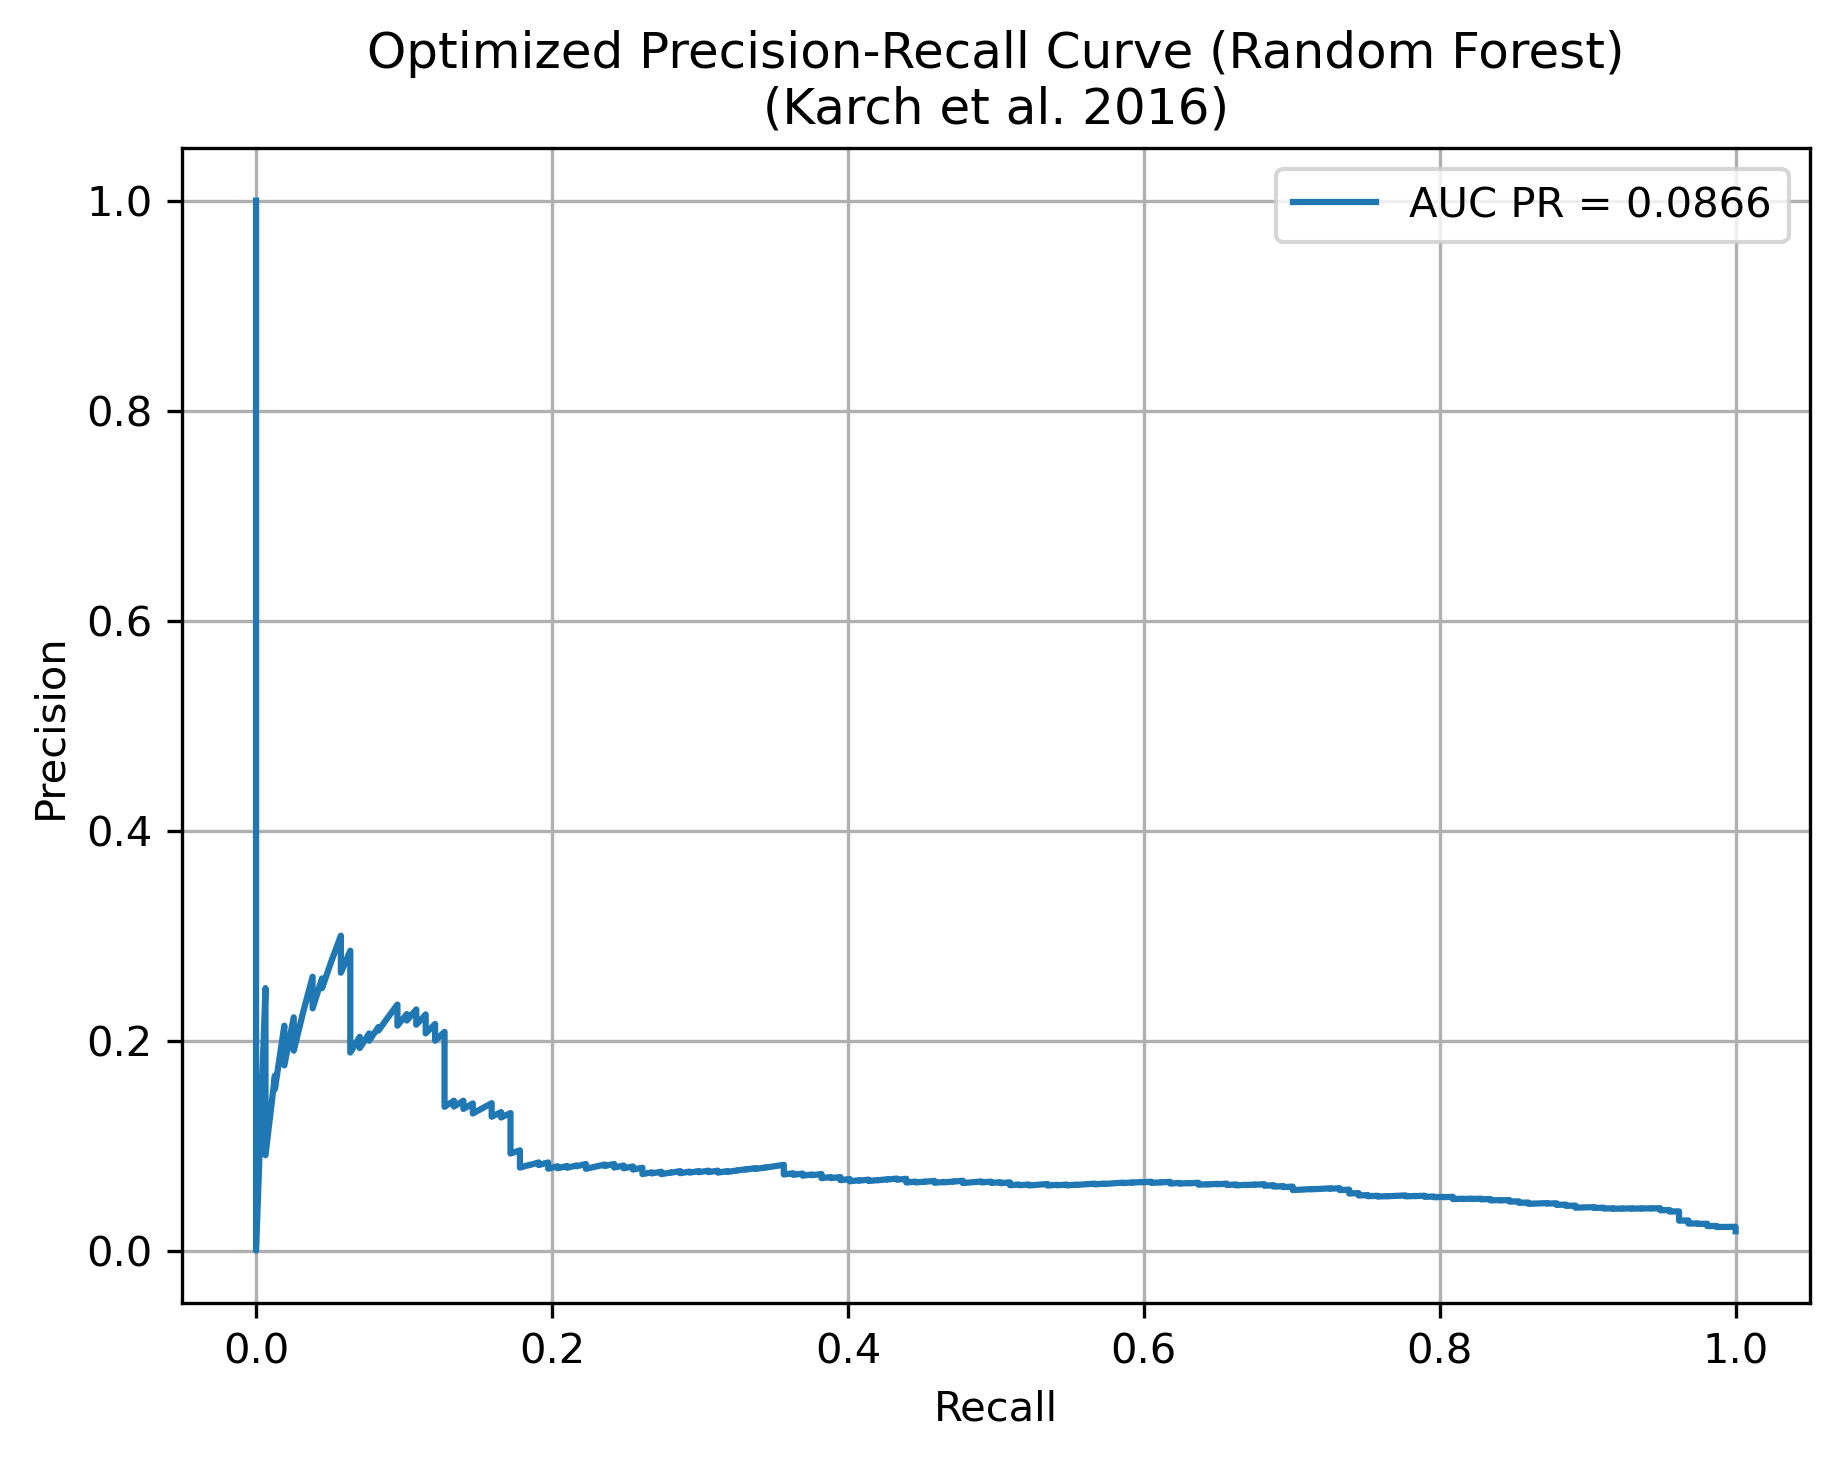 Optimized Precision-Recall Curve (Random Forest)
(Karch et al. 2016)
AUC PR = 0.0866
1.0
0.8
0.6
0.4
0.2
0.0
Precision
0.0 0.2 0.4 0.6 0.8 1.0
Recall